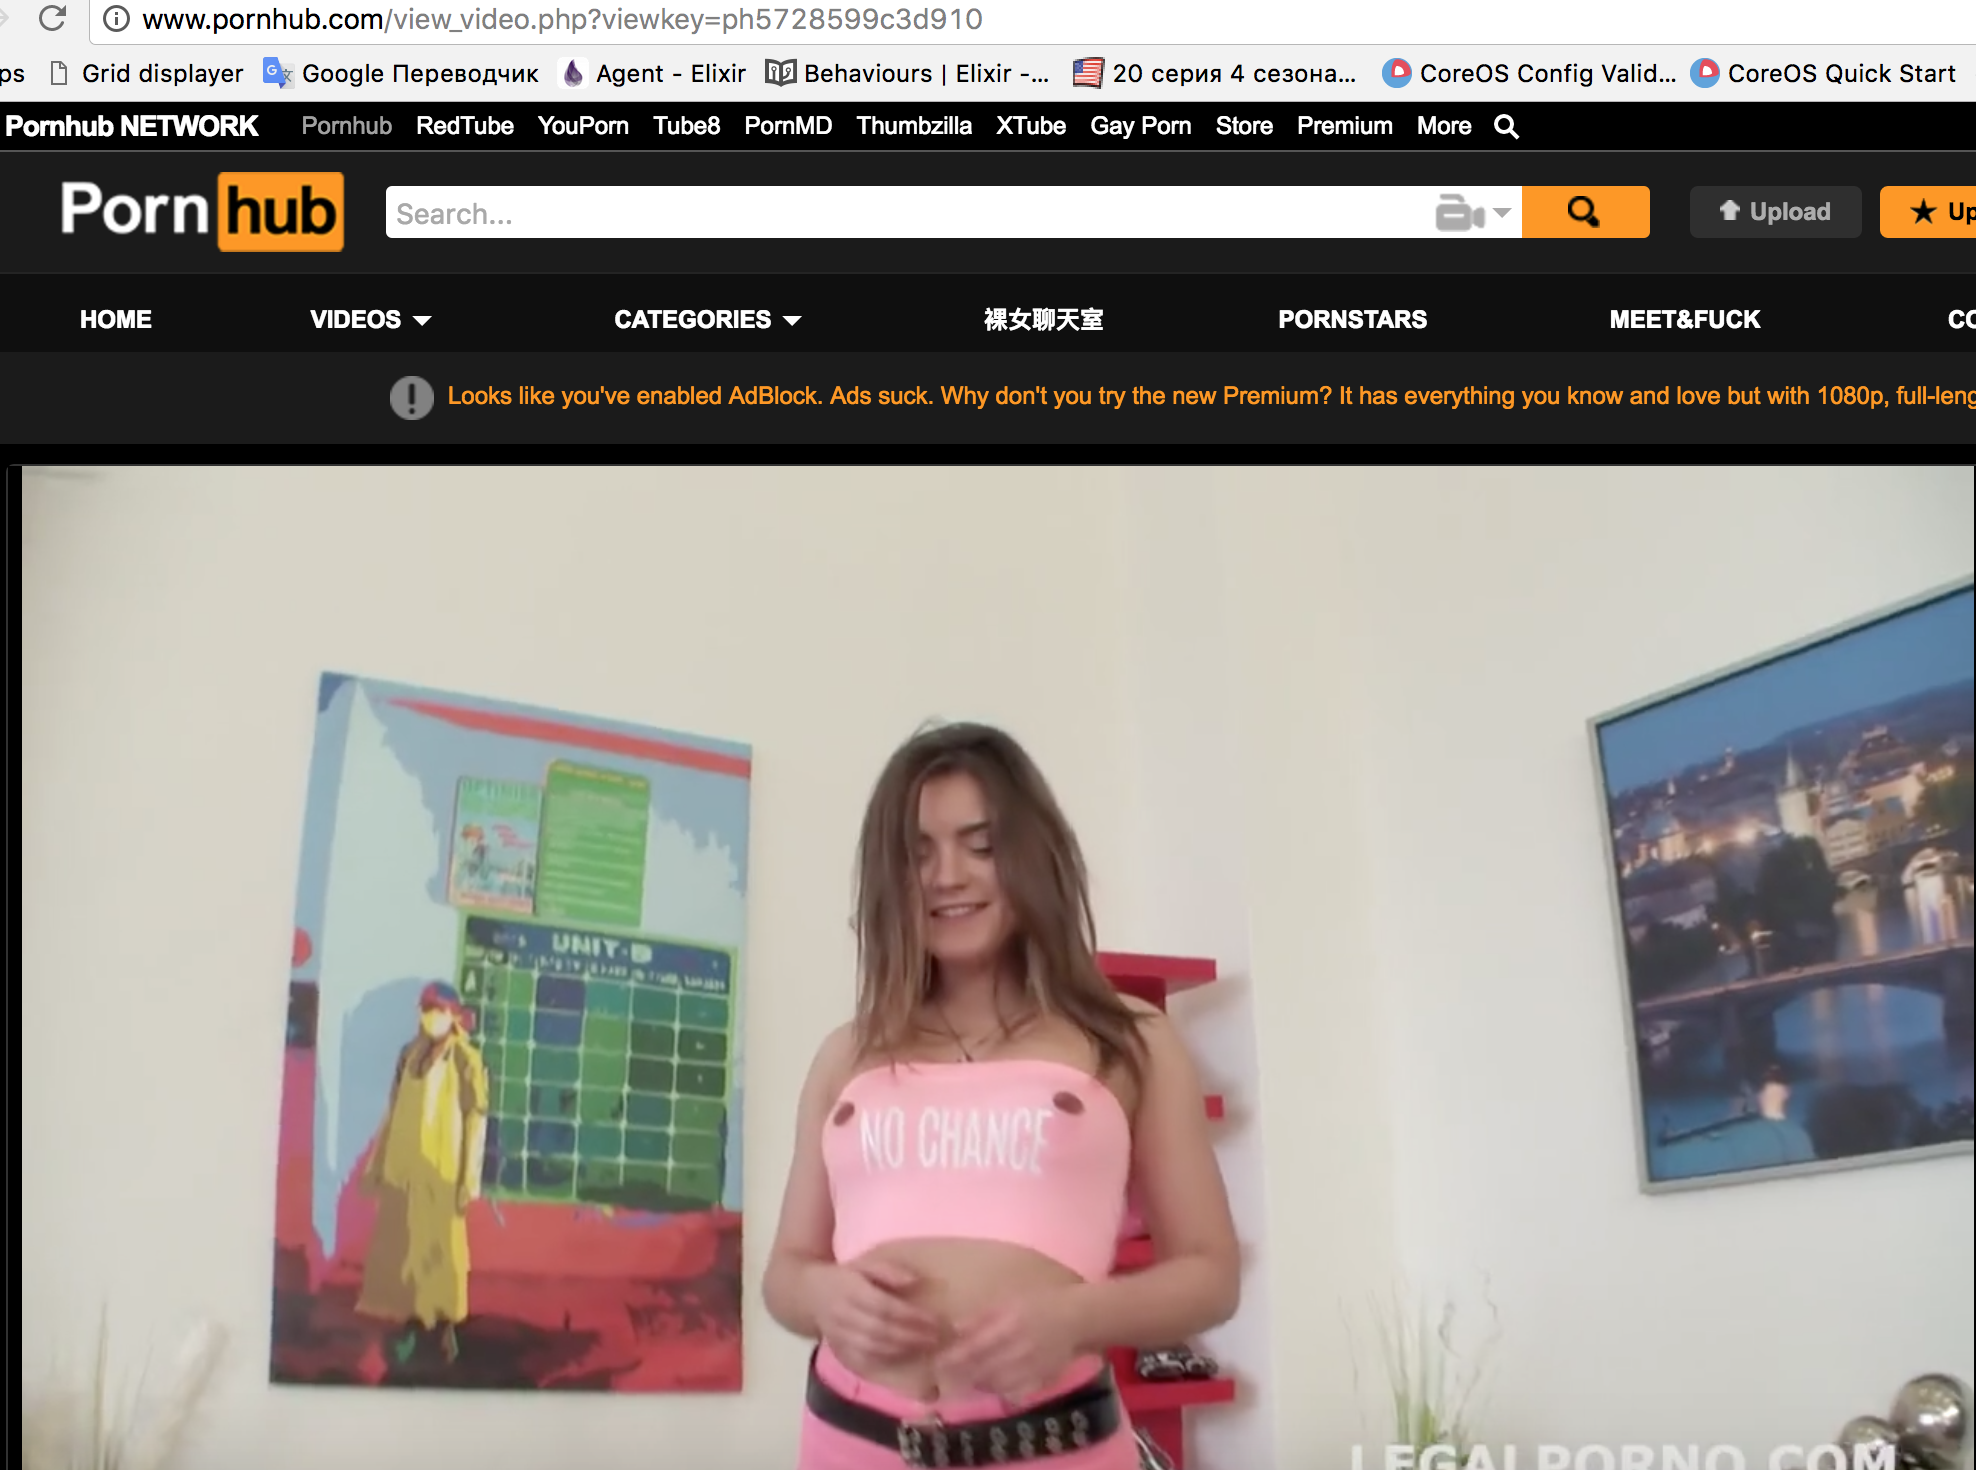 www.pornhub.com/view_video.php?viewkey=ph5728599c3d910
ps Grid displayer Google Переводчик Agent - Elixir Behaviours | Elixir -... 20 серия 4 сезона... CoreOS Config Valid... CoreOS Quick Start
Pornhub NETWORK Pornhub RedTube YouPorn Tube8 PornMD Thumbzilla XTube Gay Porn Store Premium More
Porn hub Search... Upload Up
HOME VIDEOS CATEGORIES 裸女聊天室 PORNSTARS MEET&FUCK CO
Looks like you've enabled AdBlock. Ads suck. Why don't you try the new Premium? It has everything you know and love but with 1080p, full-leng
UNIT-B
NO CHANCE
LEGALPORNO.COM